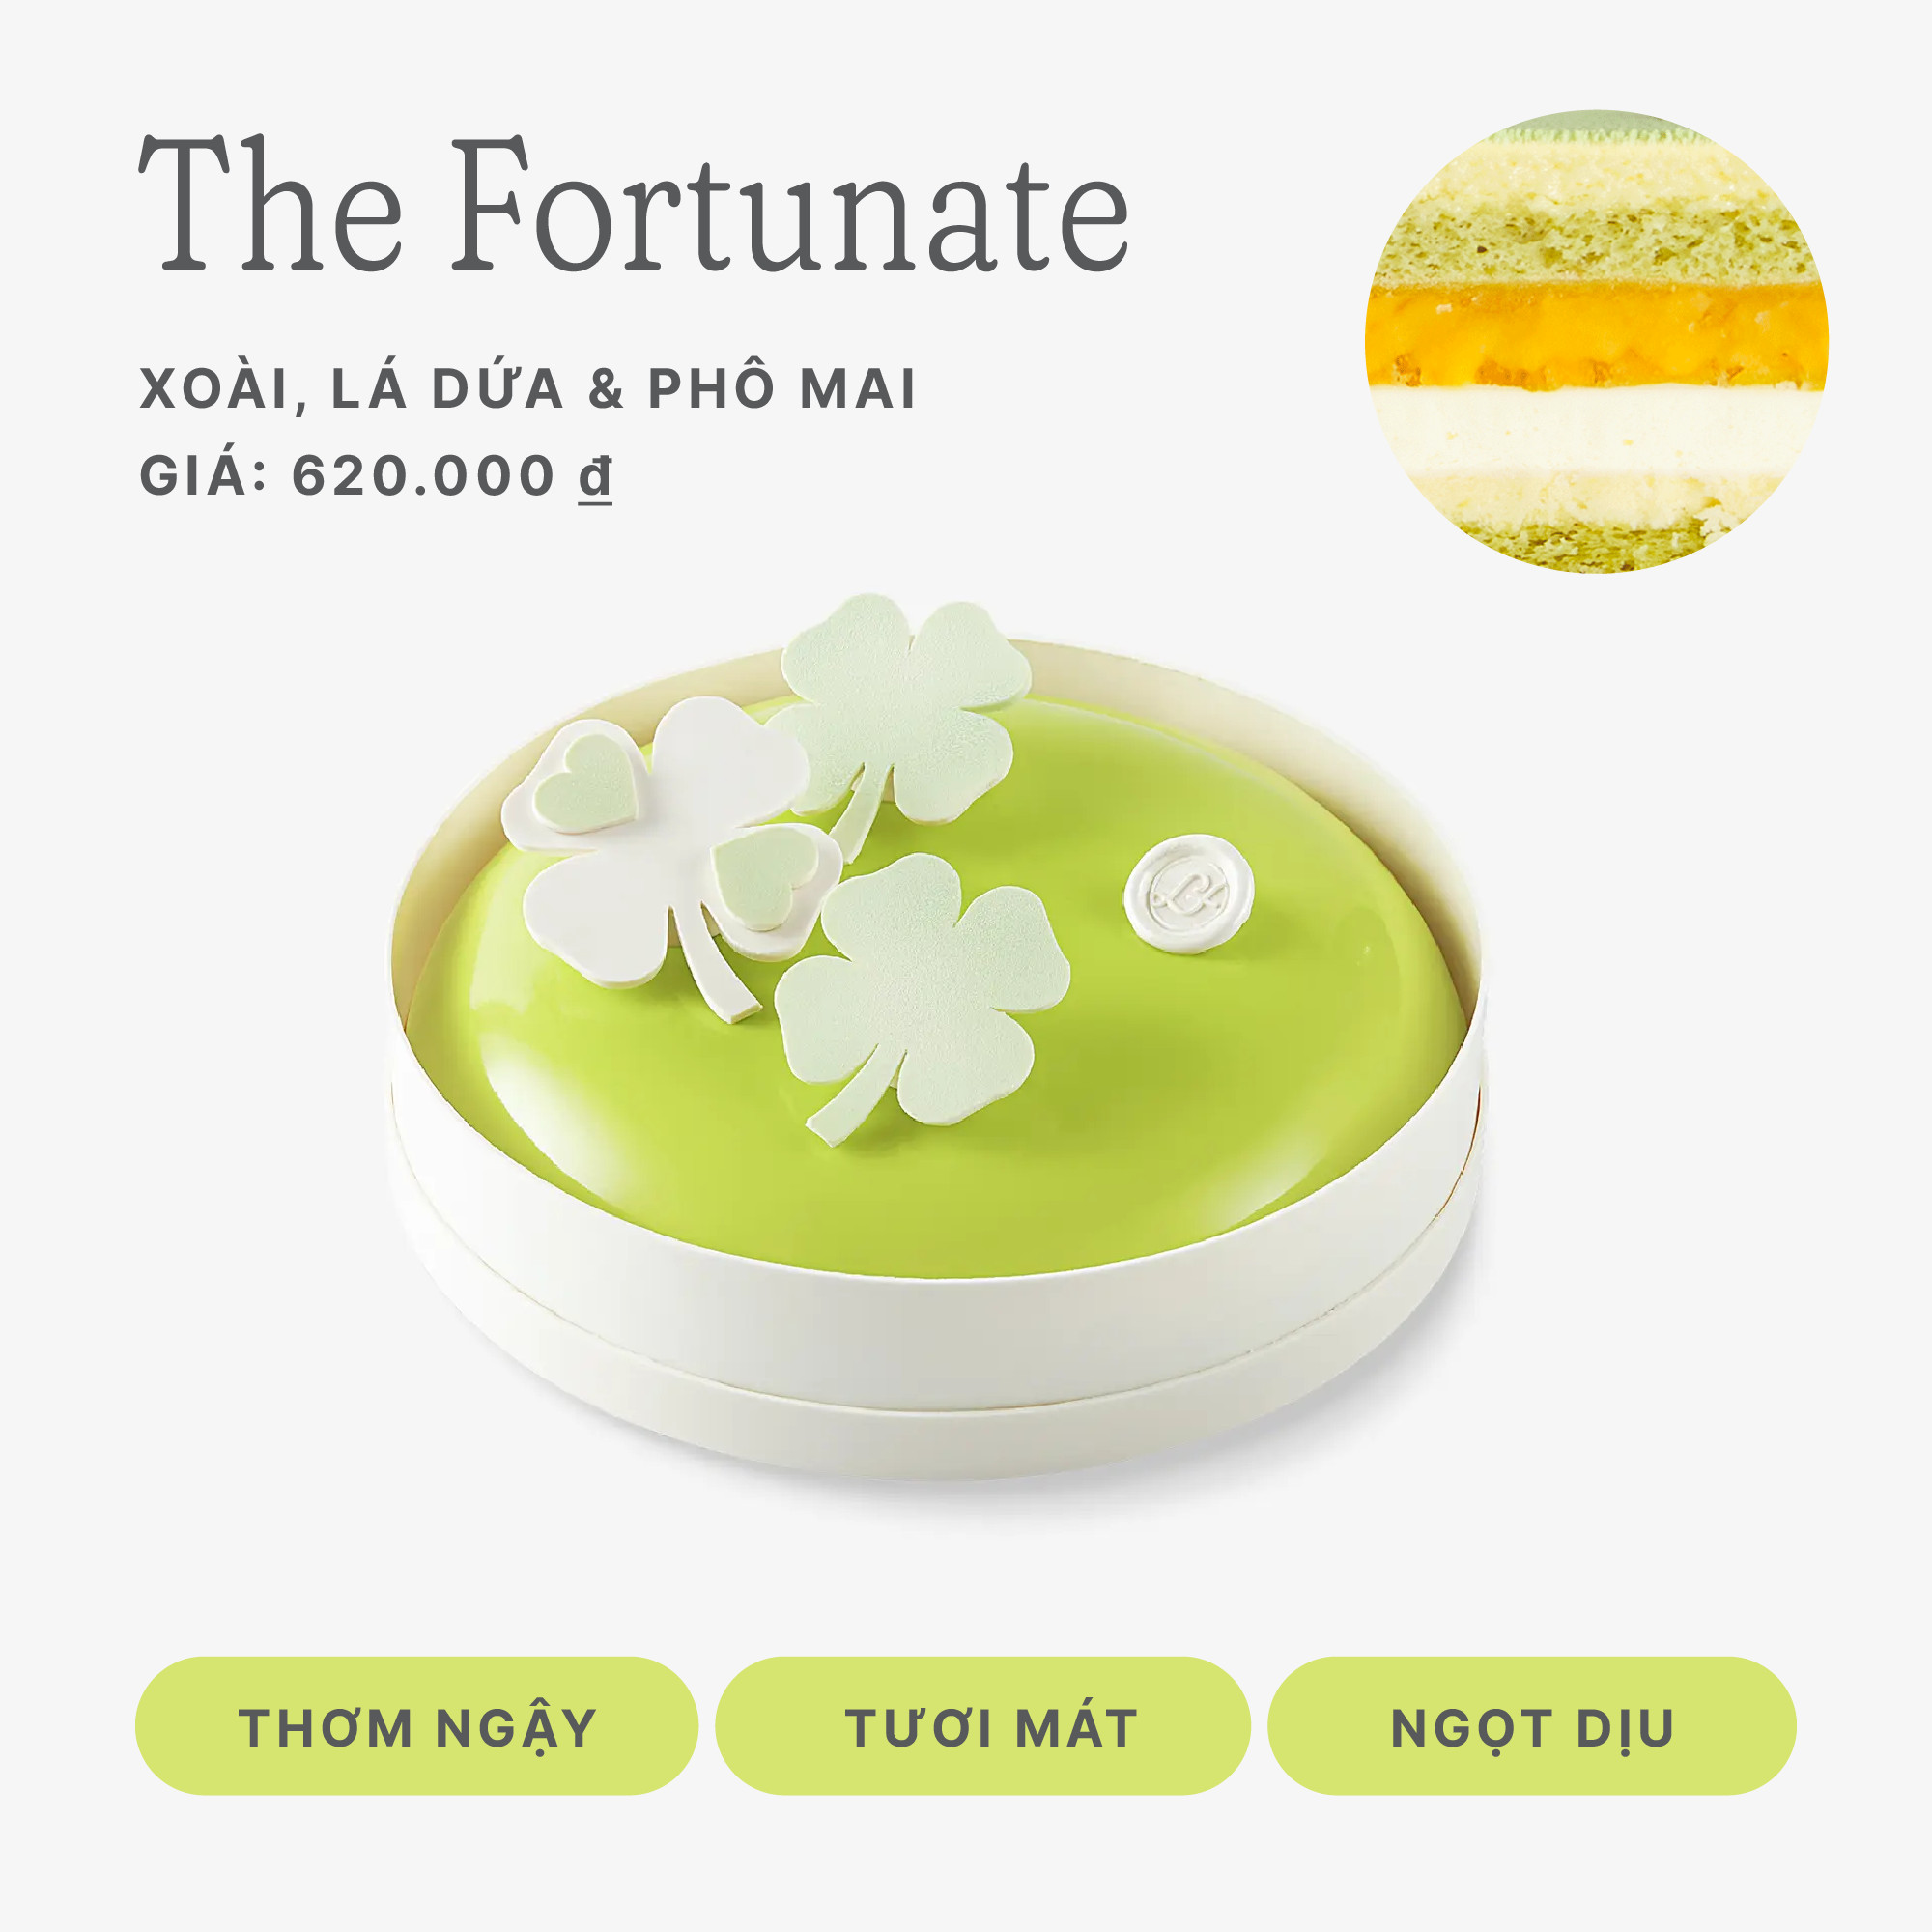 The Fortunate
XOÀI, LÁ DỨA & PHÔ MAI
GIÁ: 620.000 ₫
THƠM NGẬY
TƯƠI MÁT
NGỌT DỊU